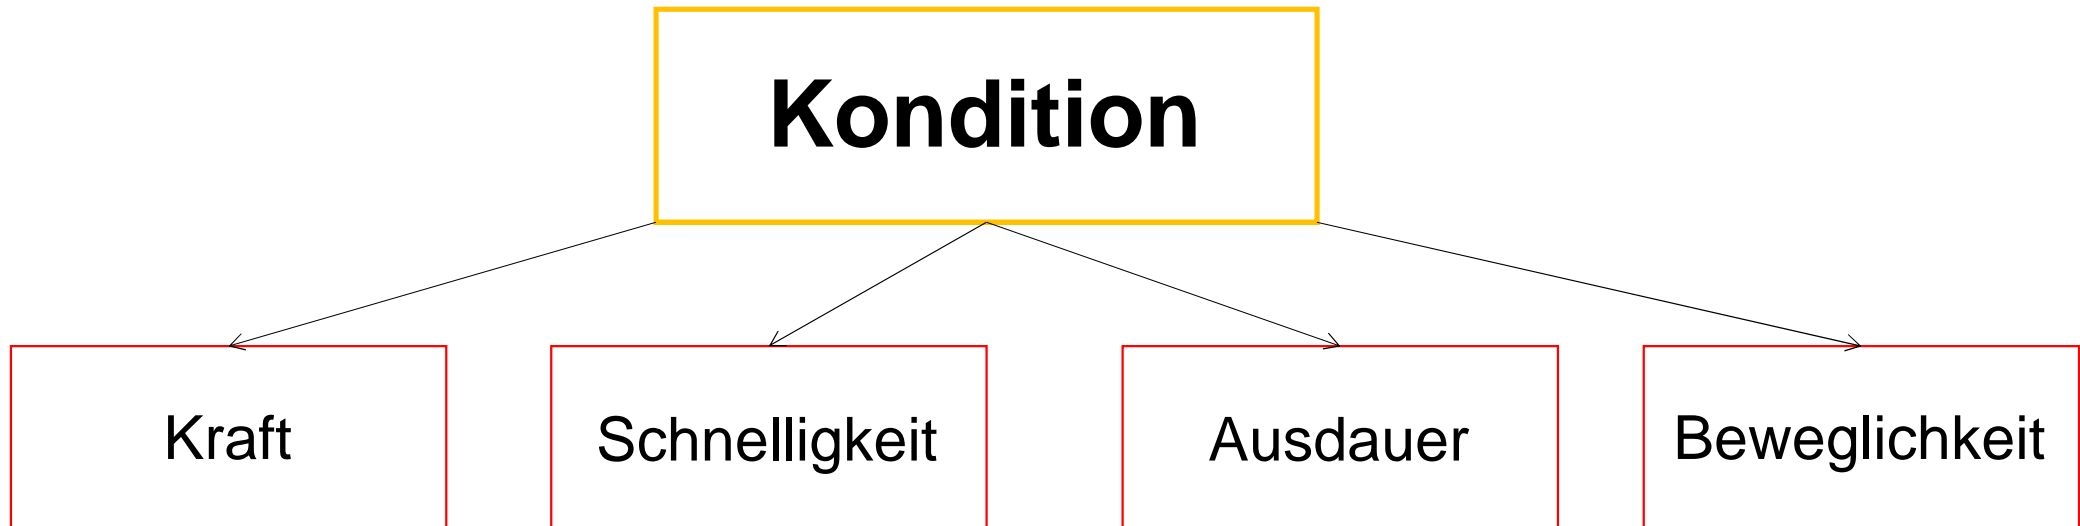 Kondition
Kraft
Schnelligkeit
Ausdauer
Beweglichkeit